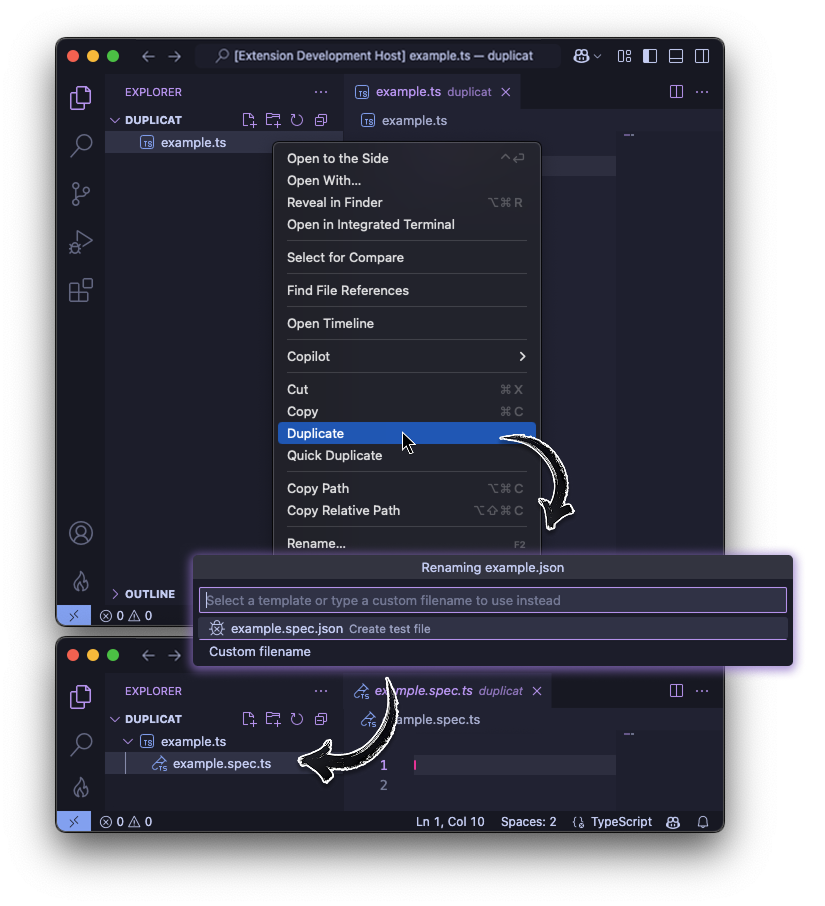 [Extension Development Host] example.ts — duplicat
EXPLORER
example.ts duplicat
DUPLICAT
TS example.ts
TS example.ts
Open to the Side
Open With...
Reveal in Finder ⌥⌘R
Open in Integrated Terminal
Select for Compare
Find File References
Open Timeline
Copilot
Cut ⌘X
Copy ⌘C
Duplicate
Quick Duplicate
Copy Path ⌥⌘C
Copy Relative Path ⌥⇧⌘C
Rename... F2
OUTLINE
0 0
Renaming example.json
Select a template or type a custom filename to use instead
example.spec.json Create test file
Custom filename
EXPLORER
example.spec.ts duplicat
DUPLICAT
TS example.ts
example.spec.ts
ample.spec.ts
1
2
0 0
Ln 1, Col 10 Spaces: 2 TypeScript